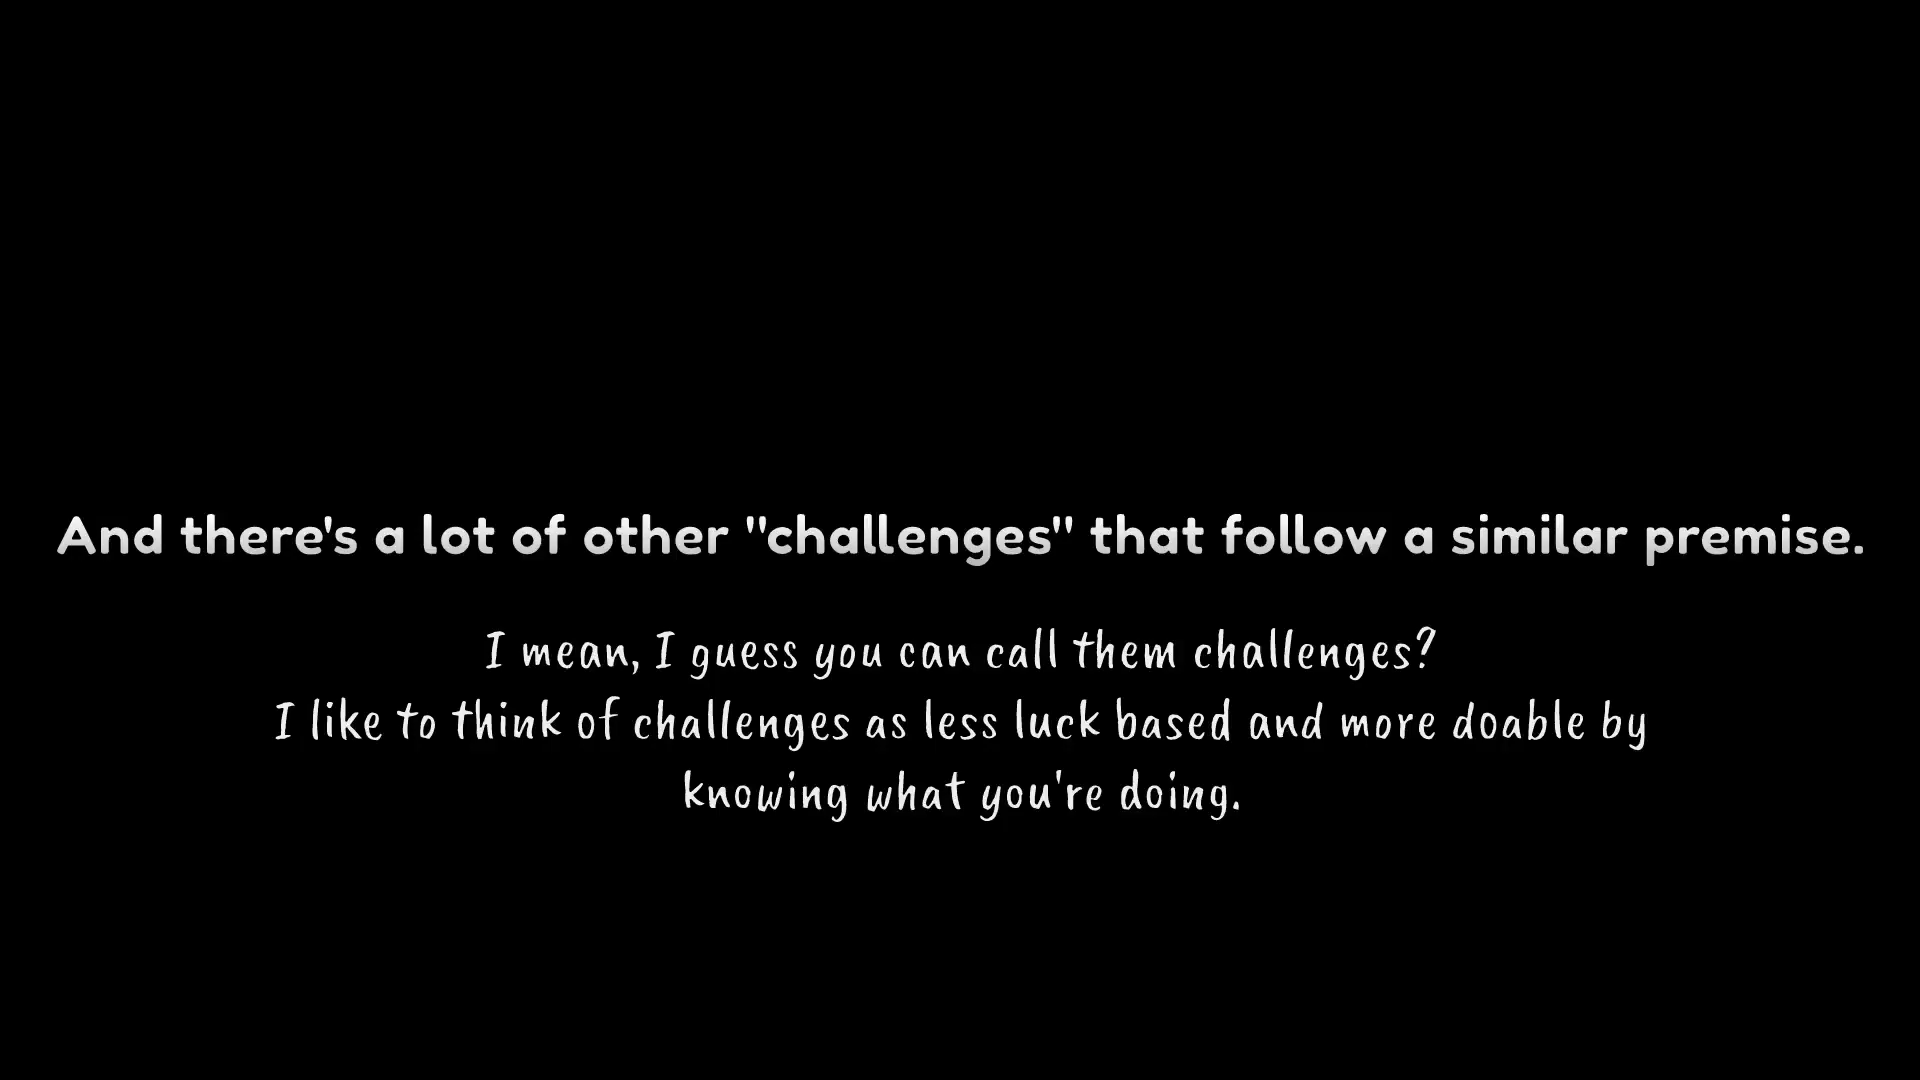 And there's a lot of other "challenges" that follow a similar premise.
I mean, I guess you can call them challenges?
I like to think of challenges as less luck based and more doable by
knowing what you're doing.